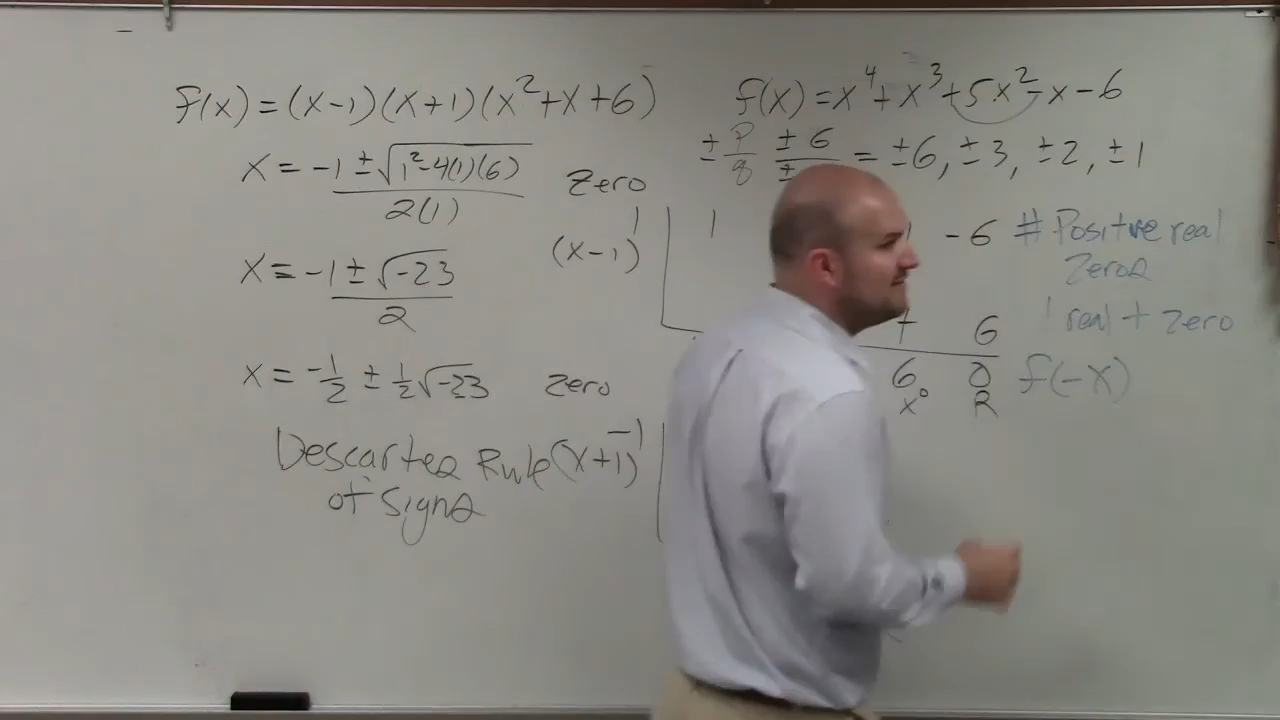 f(x) = (x-1)(x+1)(x²+x+6)
x = -1 ± √1²-4(1)(6)
2(1)
x = -1 ± √-23
2
x = -1/2 ± 1/2 √-23
Descartes Rule
of Signs
zero
1
(x-1)
zero
-1
(x+1)
f(x) = x⁴ + x³ + 5x² - x - 6
± p/q ± 6 / ± = ±6, ±3, ±2, ±1
1 -6
6
6 0
x⁰ R
# Positive real
zeros
1 real + zero
f(-x)